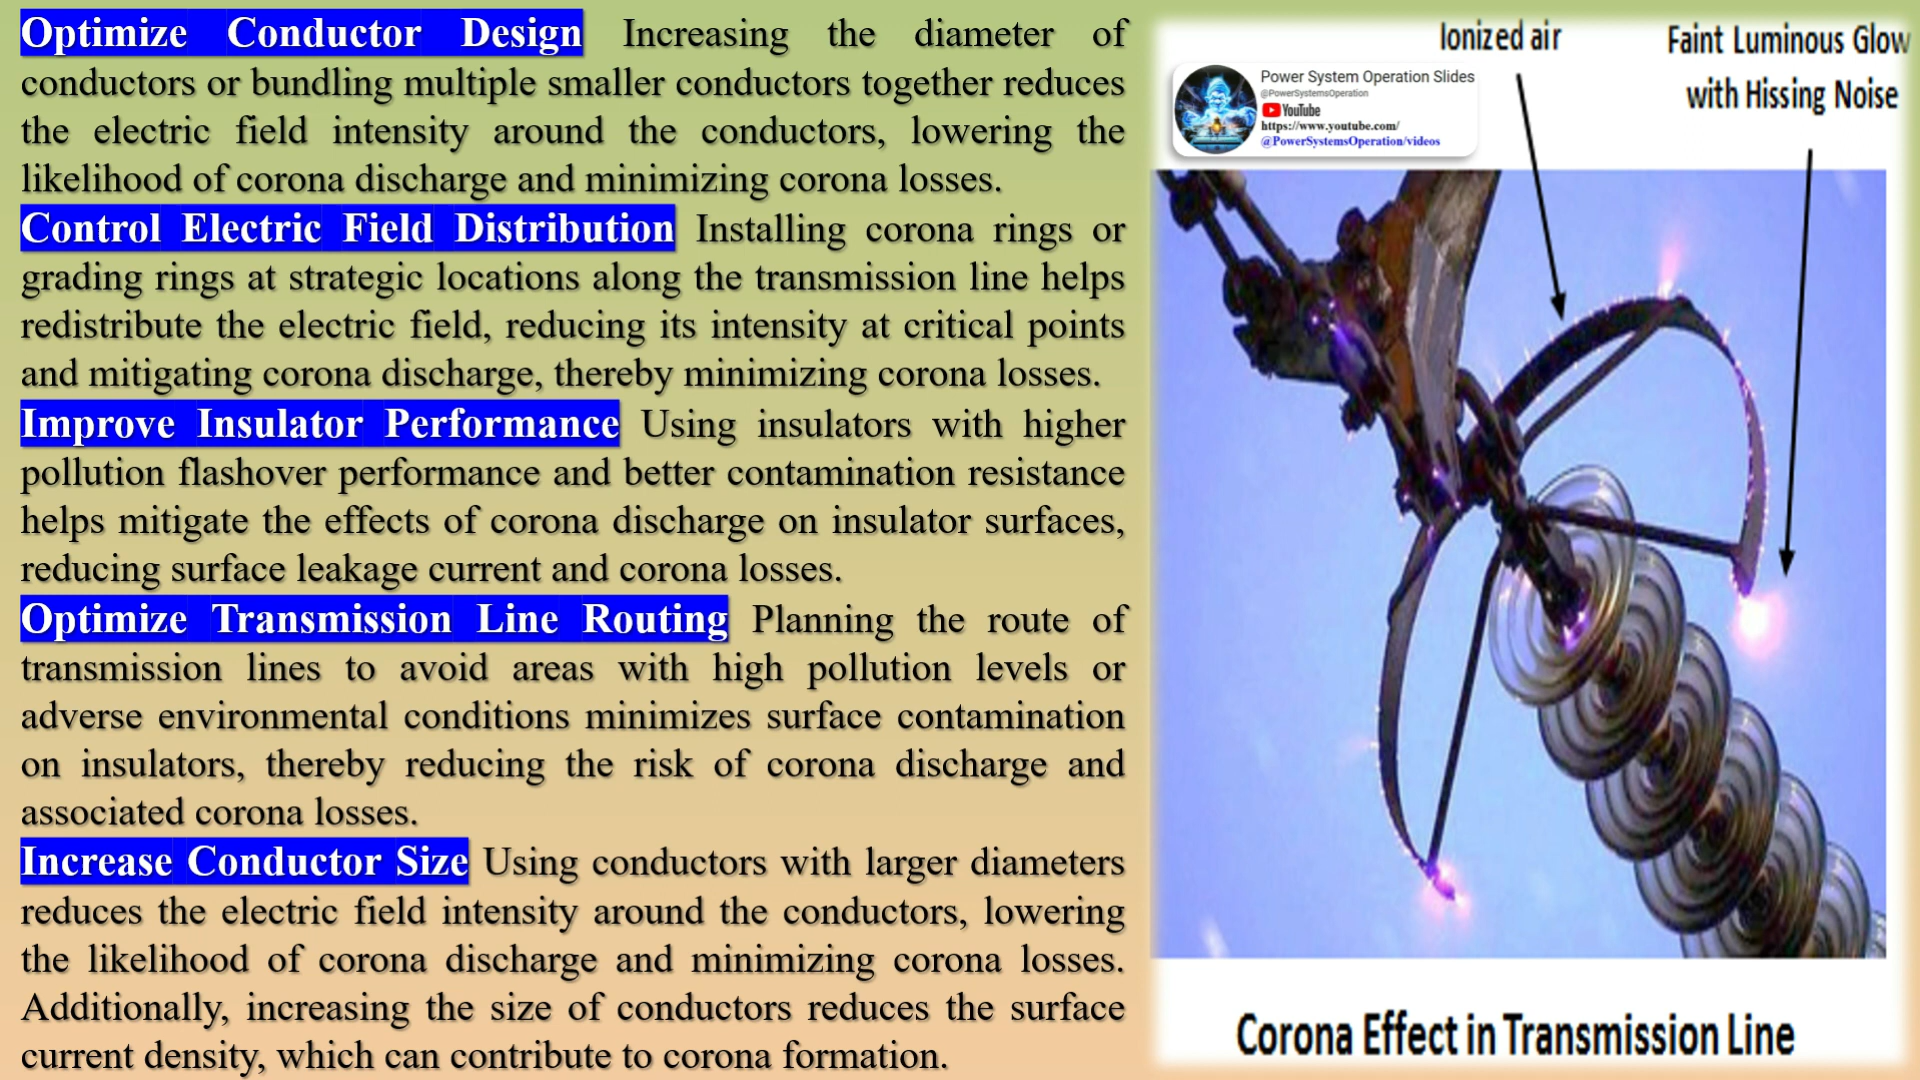 Optimize Conductor Design Increasing the diameter of
conductors or bundling multiple smaller conductors together reduces
the electric field intensity around the conductors, lowering the
likelihood of corona discharge and minimizing corona losses.
Control Electric Field Distribution Installing corona rings or
grading rings at strategic locations along the transmission line helps
redistribute the electric field, reducing its intensity at critical points
and mitigating corona discharge, thereby minimizing corona losses.
Improve Insulator Performance Using insulators with higher
pollution flashover performance and better contamination resistance
helps mitigate the effects of corona discharge on insulator surfaces,
reducing surface leakage current and corona losses.
Optimize Transmission Line Routing Planning the route of
transmission lines to avoid areas with high pollution levels or
adverse environmental conditions minimizes surface contamination
on insulators, thereby reducing the risk of corona discharge and
associated corona losses.
Increase Conductor Size Using conductors with larger diameters
reduces the electric field intensity around the conductors, lowering
the likelihood of corona discharge and minimizing corona losses.
Additionally, increasing the size of conductors reduces the surface
current density, which can contribute to corona formation.
Ionized air
Faint Luminous Glow
with Hissing Noise
Power System Operation Slides
@PowerSystemsOperation
YouTube
https://www.youtube.com/
@PowerSystemsOperation/videos
Corona Effect in Transmission Line